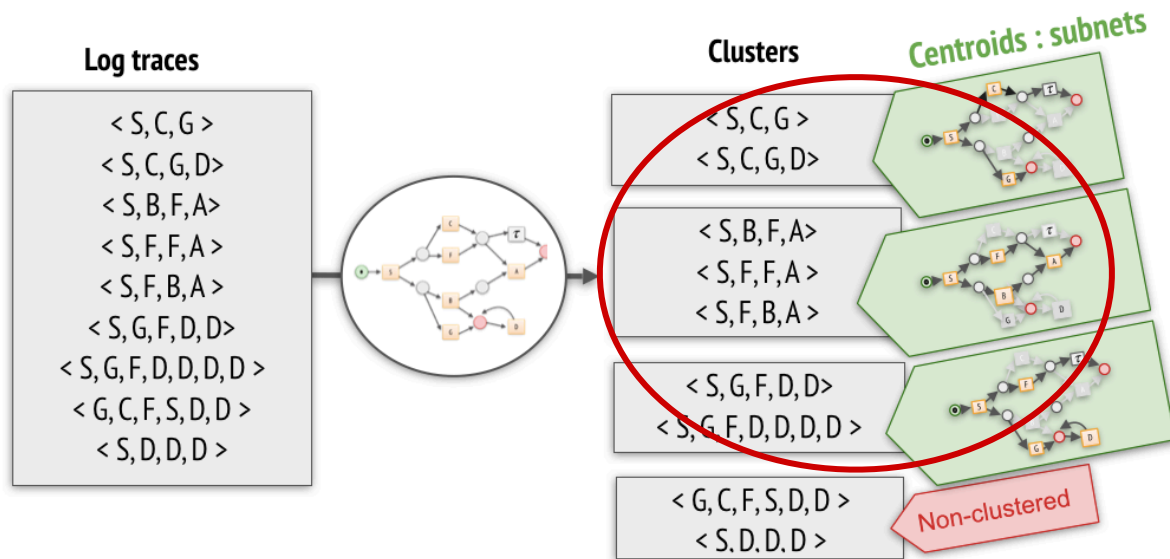 Log traces
< S, C, G >
< S, C, G, D>
< S, B, F, A>
< S, F, F, A >
< S, F, B, A >
< S, G, F, D, D>
< S, G, F, D, D, D, D >
< G, C, F, S, D, D >
< S, D, D, D >
S
C
F
B
G
τ
A
D
Clusters
< S, C, G >
< S, C, G, D>
< S, B, F, A>
< S, F, F, A >
< S, F, B, A >
< S, G, F, D, D>
< S, G, F, D, D, D, D >
< G, C, F, S, D, D >
< S, D, D, D >
Centroids : subnets
C
τ
S
G
C
τ
F
S
A
B
G
D
τ
F
S
G
D
Non-clustered